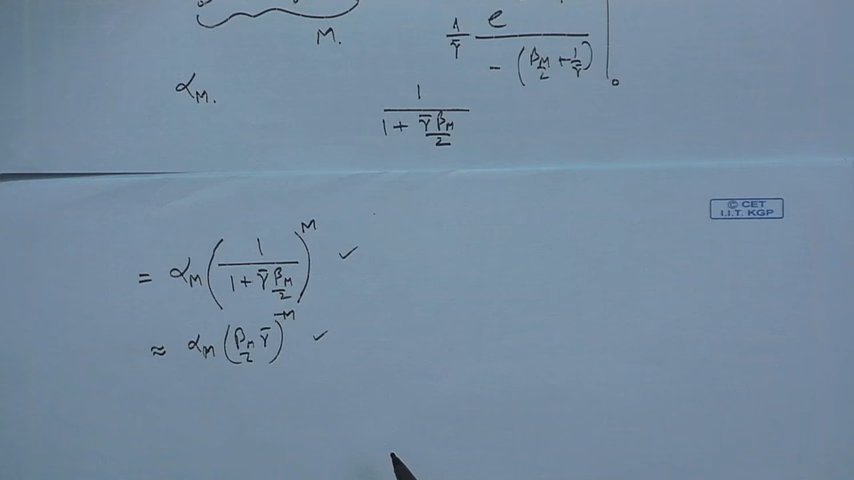 M.
1/γ̄ e / −(β_M/2 + 1/γ̄) |₀
α_M.
1 / (1 + γ̄ β_M/2)
© CET
I.I.T. KGP
= α_M (1 / (1 + γ̄ β_M/2))^M ✓
≈ α_M (β_M/2 γ̄)^−M ✓